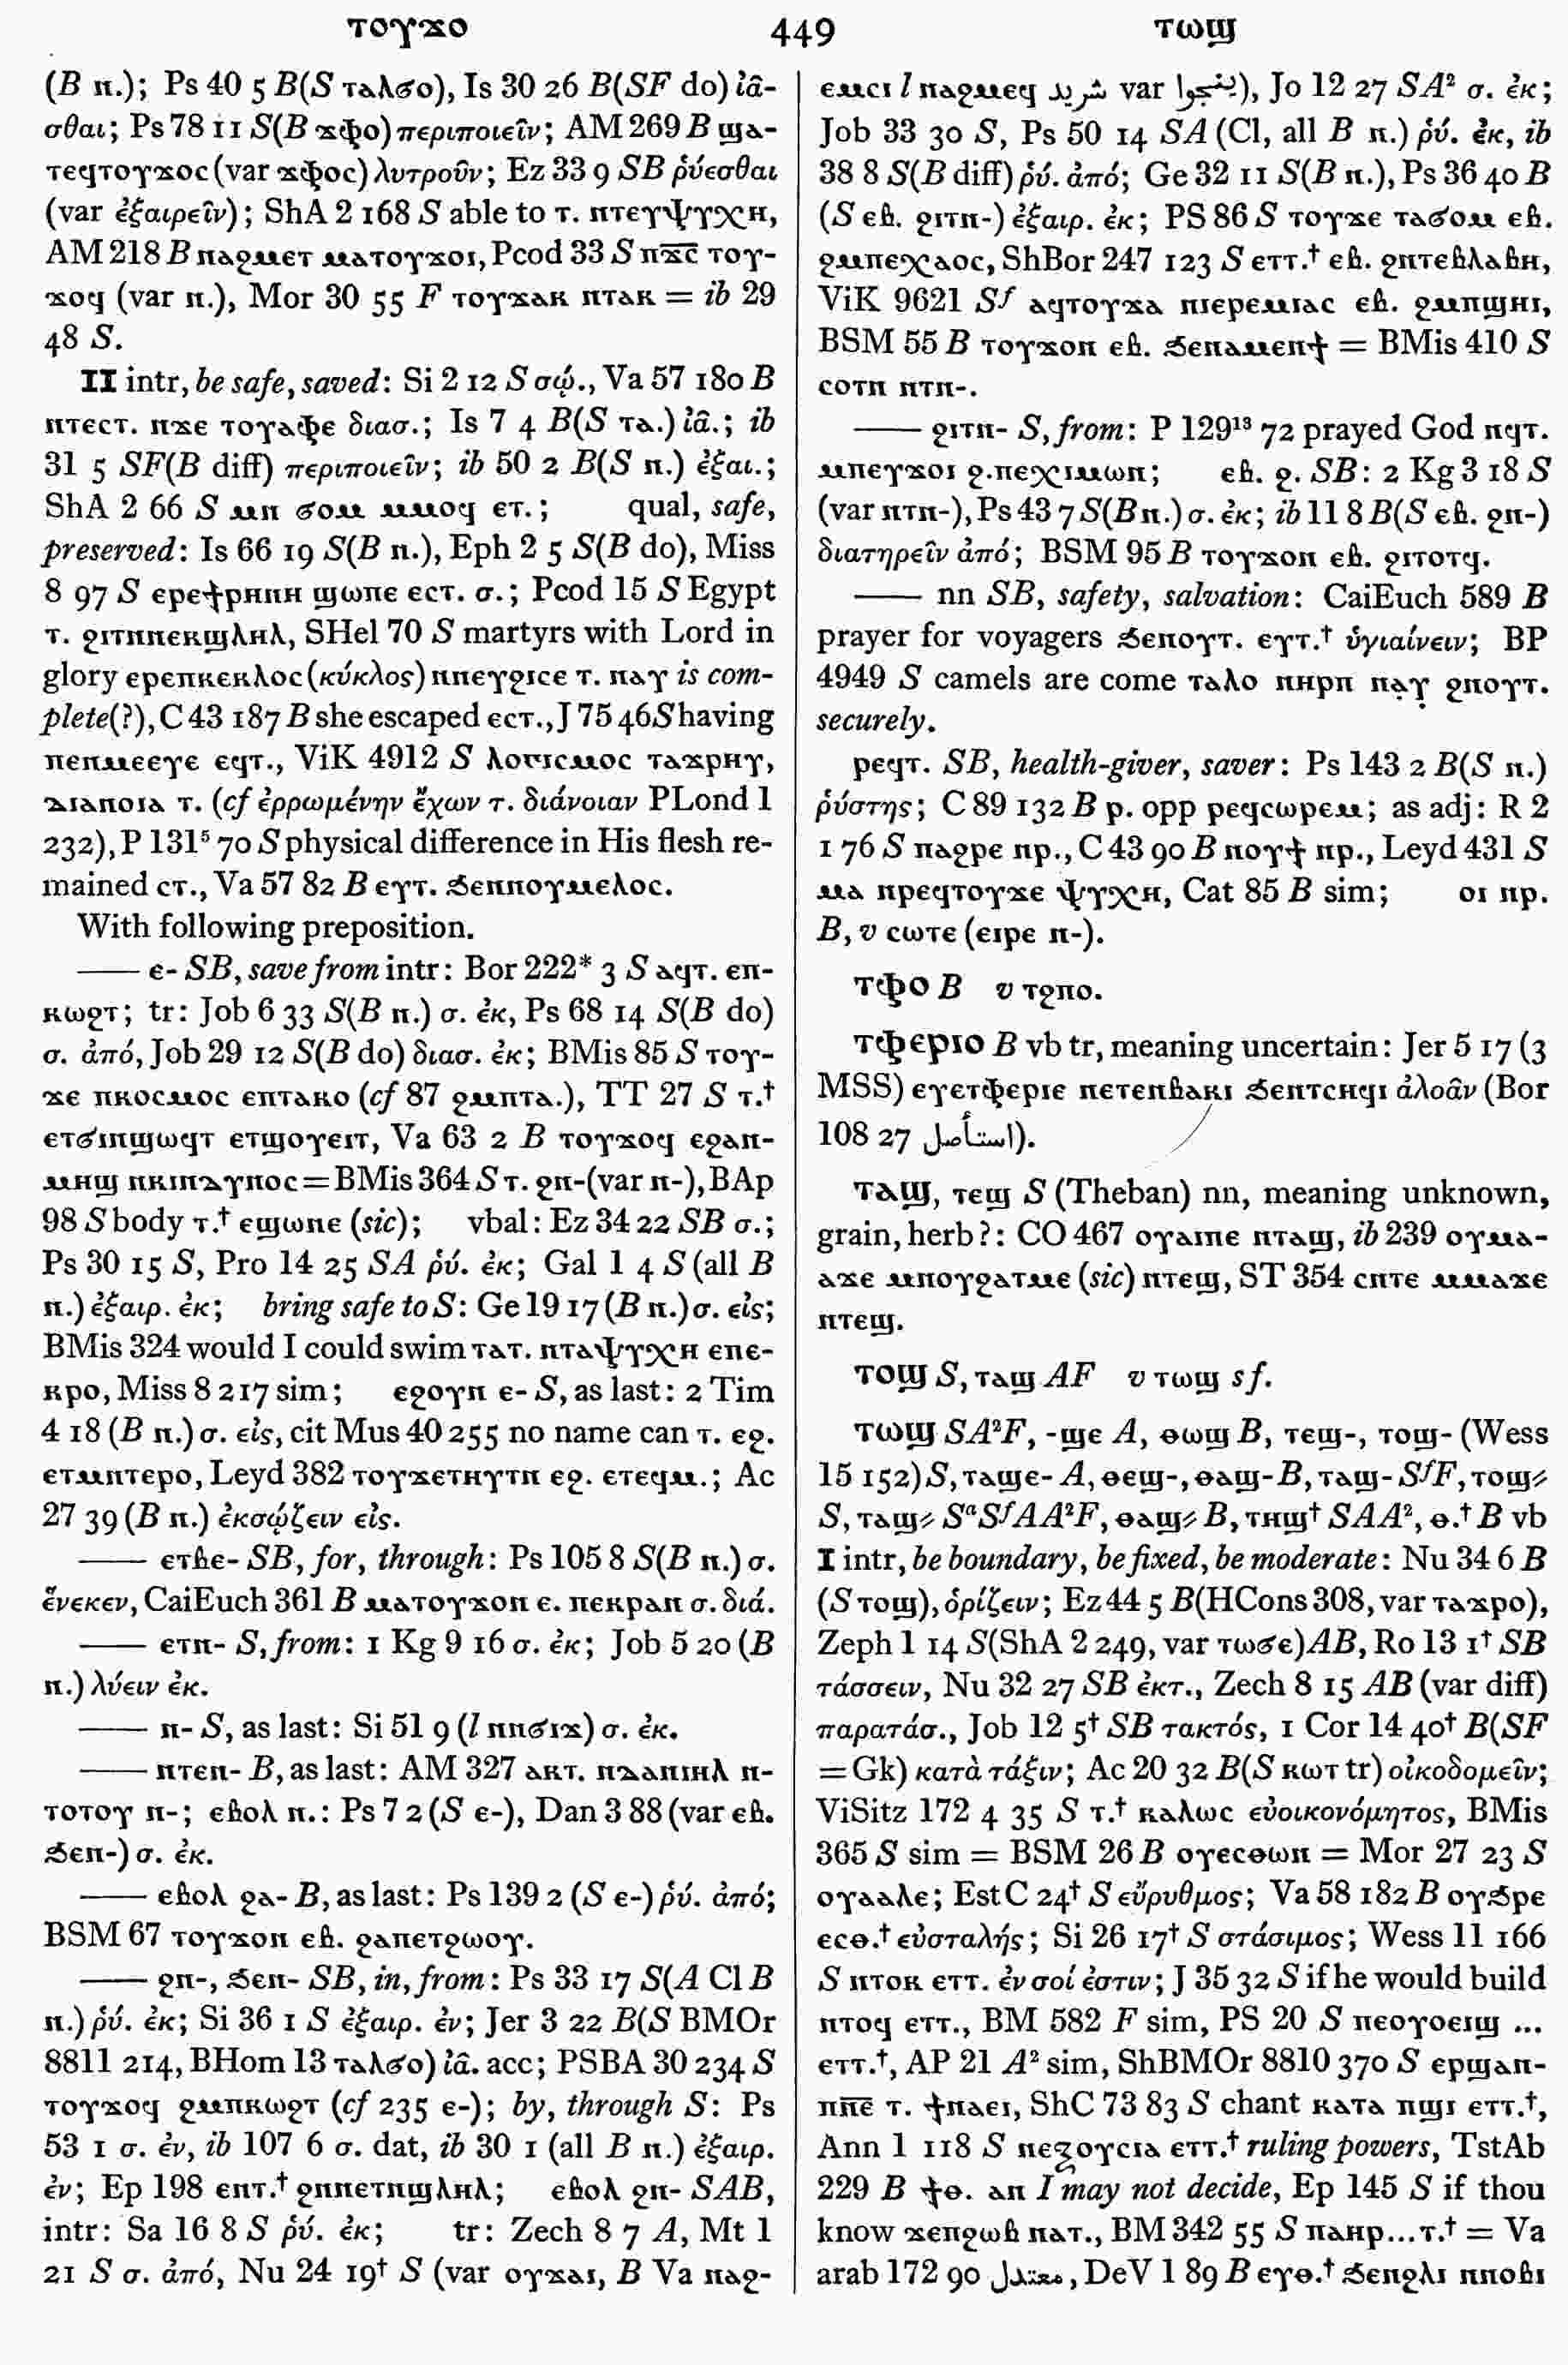 ⲧⲟⲩϫⲟ 449 ⲧⲱϣ
(B ⲛ.); Ps 40 5 B(S ⲧⲁⲗϭⲟ), Is 30 26 B(SF do) ἰᾶ-
σθαι; Ps 78 11 S(B ϫⲫⲟ) περιποιεῖν; AM 269 B ϣⲁ-
ⲧⲉϥⲧⲟⲩϫⲟⲥ (var ϫⲫⲟⲥ) λυτροῦν; Ez 33 9 SB ῥύεσθαι
(var ἐξαιρεῖν); ShA 2 168 S able to ⲧ. ⲛⲧⲉⲩⲯⲩⲭⲏ,
AM 218 B ⲛⲁϩⲙⲉⲧ ⲙⲁⲧⲟⲩϫⲟⲓ, Pcod 33 S ⲡϫ̅ⲥ̅ ⲧⲟⲩ-
ϫⲟϥ (var ⲛ.), Mor 30 55 F ⲧⲟⲩϫⲁⲕ ⲛⲧⲁⲕ = ib 29
48 S.
II intr, be safe, saved: Si 2 12 S σῴ., Va 57 180 B
ⲛⲧⲉⲥⲧ. ⲛϫⲉ ⲧⲟⲩⲁⲫⲉ διασ.; Is 7 4 B(S ⲧⲁ.) ἰᾶ.; ib
31 5 SF(B diff) περιποιεῖν; ib 50 2 B(S ⲛ.) ἐξαι.;
ShA 2 66 S ⲙⲛ ϭⲟⲙ ⲙⲙⲟϥ ⲉⲧ.; qual, safe,
preserved: Is 66 19 S(B ⲛ.), Eph 2 5 S(B do), Miss
8 97 S ⲉⲣⲉϯⲣⲏⲛⲏ ϣⲱⲡⲉ ⲉⲥⲧ. σ.; Pcod 15 S Egypt
ⲧ. ϩⲓⲧⲛⲛⲉⲕϣⲗⲏⲗ, SHel 70 S martyrs with Lord in
glory ⲉⲣⲉⲡⲕⲉⲕⲗⲟⲥ (κύκλος) ⲛⲛⲉⲩϩⲓⲥⲉ ⲧ. ⲛⲁⲩ is com-
plete(?), C 43 187 B she escaped ⲉⲥⲧ., J 75 46 S having
ⲡⲉⲛⲙⲉⲉⲩⲉ ⲉϥⲧ., ViK 4912 S ⲗⲟⲅⲓⲥⲙⲟⲥ ⲧⲁϫⲣⲏⲩ,
ⲇⲓⲁⲛⲟⲓⲁ ⲧ. (cf ἐρρωμένην ἔχων τ. διάνοιαν PLond 1
232), P 131⁵ 70 S physical difference in His flesh re-
mained ⲥⲧ., Va 57 82 B ⲉⲩⲧ. ϧⲉⲛⲛⲟⲩⲙⲉⲗⲟⲥ.
With following preposition.
—— ⲉ- SB, save from intr: Bor 222* 3 S ⲁϥⲧ. ⲉⲡ-
ⲕⲱϩⲧ; tr: Job 6 33 S(B ⲛ.) σ. ἐκ, Ps 68 14 S(B do)
σ. ἀπό, Job 29 12 S(B do) διασ. ἐκ; BMis 85 S ⲧⲟⲩ-
ϫⲉ ⲡⲕⲟⲥⲙⲟⲥ ⲉⲡⲧⲁⲕⲟ (cf 87 ϩⲙⲡⲧⲁ.), TT 27 S ⲧ.†
ⲉⲧϭⲓⲛϣⲱϥⲧ ⲉⲧϣⲟⲩⲉⲓⲧ, Va 63 2 B ⲧⲟⲩϫⲟϥ ⲉϩⲁⲛ-
ⲙⲏϣ ⲛⲕⲓⲛⲇⲩⲛⲟⲥ = BMis 364 S ⲧ. ϩⲛ-(var ⲛ-), BAp
98 S body ⲧ.† ⲉϣⲱⲛⲉ (sic); vbal: Ez 34 22 SB σ.;
Ps 30 15 S, Pro 14 25 SA ῥύ. ἐκ; Gal 1 4 S (all B
ⲛ.) ἐξαιρ. ἐκ; bring safe to S: Ge 19 17 (B ⲛ.) σ. εἰς;
BMis 324 would I could swim ⲧⲁⲧ. ⲛⲧⲁⲯⲩⲭⲏ ⲉⲡⲉ-
ⲕⲣⲟ, Miss 8 217 sim; ⲉϩⲟⲩⲛ ⲉ- S, as last: 2 Tim
4 18 (B ⲛ.) σ. εἰς, cit Mus 40 255 no name can ⲧ. ⲉϩ.
ⲉⲧⲙⲛⲧⲉⲣⲟ, Leyd 382 ⲧⲟⲩϫⲉⲧⲏⲩⲧⲛ ⲉϩ. ⲉⲧⲉϥⲙ.; Ac
27 39 (B ⲛ.) ἐκσῴζειν εἰς.
—— ⲉⲧⲃⲉ- SB, for, through: Ps 105 8 S(B ⲛ.) σ.
ἕνεκεν, CaiEuch 361 B ⲙⲁⲧⲟⲩϫⲟⲛ ⲉ. ⲡⲉⲕⲣⲁⲛ σ. διά.
—— ⲉⲧⲛ- S, from: 1 Kg 9 16 σ. ἐκ; Job 5 20 (B
ⲛ.) λύειν ἐκ.
—— ⲛ- S, as last: Si 51 9 (l ⲛⲛϭⲓϫ) σ. ἐκ.
—— ⲛⲧⲉⲛ- B, as last: AM 327 ⲁⲕⲧ. ⲛⲇⲁⲛⲓⲏⲗ ⲛ-
ⲧⲟⲧⲟⲩ ⲛ-; ⲉⲃⲟⲗ ⲛ.: Ps 7 2 (S ⲉ-), Dan 3 88 (var ⲉⲃ.
ϧⲉⲛ-) σ. ἐκ.
—— ⲉⲃⲟⲗ ϩⲁ- B, as last: Ps 139 2 (S ⲉ-) ῥύ. ἀπό;
BSM 67 ⲧⲟⲩϫⲟⲛ ⲉⲃ. ϩⲁⲡⲉⲧϩⲱⲟⲩ.
—— ϩⲛ-, ϧⲉⲛ- SB, in, from: Ps 33 17 S(A Cl B
ⲛ.) ῥύ. ἐκ; Si 36 1 S ἐξαιρ. ἐν; Jer 3 22 B(S BMOr
8811 214, BHom 13 ⲧⲁⲗϭⲟ) ἰᾶ. acc; PSBA 30 234 S
ⲧⲟⲩϫⲟϥ ϩⲙⲡⲕⲱϩⲧ (cf 235 ⲉ-); by, through S: Ps
53 1 σ. ἐν, ib 107 6 σ. dat, ib 30 1 (all B ⲛ.) ἐξαιρ.
ἐν; Ep 198 ⲉⲛⲧ.† ϩⲛⲛⲉⲧⲛϣⲗⲏⲗ; ⲉⲃⲟⲗ ϩⲛ- SAB,
intr: Sa 16 8 S ῥύ. ἐκ; tr: Zech 8 7 A, Mt 1
21 S σ. ἀπό, Nu 24 19† S (var ⲟⲩϫⲁⲓ, B Va ⲛⲁϩ-
ⲉⲙⲥⲓ l ⲛⲁϩⲙⲉϥ شريد var انجوا), Jo 12 27 SA² σ. ἐκ;
Job 33 30 S, Ps 50 14 SA (Cl, all B ⲛ.) ῥύ. ἐκ, ib
38 8 S(B diff) ῥύ. ἀπό; Ge 32 11 S(B ⲛ.), Ps 36 40 B
(S ⲉⲃ. ϩⲓⲧⲛ-) ἐξαιρ. ἐκ; PS 86 S ⲧⲟⲩϫⲉ ⲧⲁϭⲟⲙ ⲉⲃ.
ϩⲙⲡⲉⲭⲁⲟⲥ, ShBor 247 123 S ⲉⲧⲧ.† ⲉⲃ. ϩⲛⲧⲉⲃⲗⲁⲃⲏ,
ViK 9621 Sf ⲁϥⲧⲟⲩϫⲁ ⲛⲓⲉⲣⲉⲙⲓⲁⲥ ⲉⲃ. ϩⲙⲡϣⲏⲓ,
BSM 55 B ⲧⲟⲩϫⲟⲛ ⲉⲃ. ϧⲉⲛⲁⲙⲉⲛϯ = BMis 410 S
ⲥⲟⲧⲛ ⲛⲧⲛ-.
—— ϩⲓⲧⲛ- S, from: P 129¹³ 72 prayed God ⲛϥⲧ.
ⲙⲡⲉⲩϫⲟⲓ ϩ.ⲡⲉⲭⲓⲙⲱⲛ; ⲉⲃ. ϩ. SB: 2 Kg 3 18 S
(var ⲛⲧⲛ-), Ps 43 7 S(B ⲛ.) σ. ἐκ; ib 11 8 B(S ⲉⲃ. ϩⲛ-)
διατηρεῖν ἀπό; BSM 95 B ⲧⲟⲩϫⲟⲛ ⲉⲃ. ϩⲓⲧⲟⲧϥ.
—— nn SB, safety, salvation: CaiEuch 589 B
prayer for voyagers ϧⲉⲛⲟⲩⲧ. ⲉⲩⲧ.† ὑγιαίνειν; BP
4949 S camels are come ⲧⲁⲗⲟ ⲛⲏⲣⲡ ⲛⲁ̣ⲩ̣ ϩⲛⲟⲩⲧ.
securely.
ⲣⲉϥⲧ. SB, health-giver, saver: Ps 143 2 B(S ⲛ.)
ῥύστης; C 89 132 B ⲣ. opp ⲣⲉϥⲥⲱⲣⲉⲙ; as adj: R 2
1 76 S ⲡⲁϩⲣⲉ ⲛⲣ., C 43 90 B ⲛⲟⲩϯ ⲛⲣ., Leyd 431 S
ⲙⲁ ⲛⲣⲉϥⲧⲟⲩϫⲉ ⲯⲩⲭⲏ, Cat 85 B sim; ⲟⲓ ⲛⲣ.
B, v ⲥⲱⲧⲉ (ⲉⲓⲣⲉ ⲛ-).
ⲧⲫⲟ B v ⲧϩⲡⲟ.
ⲧⲫⲉⲣⲓⲟ B vb tr, meaning uncertain: Jer 5 17 (3
MSS) ⲉⲩⲉⲧⲫⲉⲣⲓⲉ ⲛⲉⲧⲉⲛⲃⲁⲕⲓ ϧⲉⲛⲧⲥⲏϥⲓ ἀλοᾶν (Bor
108 27 استأصل).
ⲧⲁϣ, ⲧⲉϣ S (Theban) nn, meaning unknown,
grain, herb?: CO 467 ⲟⲩⲁⲓⲡⲉ ⲛⲧⲁϣ, ib 239 ⲟⲩⲙⲁ-
ⲁϫⲉ ⲙⲡⲟⲩϩⲁⲧⲙⲉ (sic) ⲛⲧⲉϣ, ST 354 ⲥⲛⲧⲉ ⲙⲙⲁϫⲉ
ⲛⲧⲉϣ.
ⲧⲟϣ S, ⲧⲁϣ AF v ⲧⲱϣ sf.
ⲧⲱϣ SA²F, -ϣⲉ A, ⲑⲱϣ B, ⲧⲉϣ-, ⲧⲟϣ- (Wess
15 152) S, ⲧⲁϣⲉ- A, ⲑⲉϣ-, ⲑⲁϣ- B, ⲧⲁϣ- SfF, ⲧⲟϣ⸗
S, ⲧⲁϣ⸗ SaSfAA²F, ⲑⲁϣ⸗ B, ⲧⲏϣ† SAA², ⲑ.† B vb
I intr, be boundary, be fixed, be moderate: Nu 34 6 B
(S ⲧⲟϣ), ὁρίζειν; Ez 44 5 B(HCons 308, var ⲧⲁϫⲣⲟ),
Zeph 1 14 S(ShA 2 249, var ⲧⲱϭⲉ)AB, Ro 13 1† SB
τάσσειν, Nu 32 27 SB ἐκτ., Zech 8 15 AB (var diff)
παρατάσ., Job 12 5† SB τακτός, 1 Cor 14 40† B(SF
= Gk) κατὰ τάξιν; Ac 20 32 B(S ⲕⲱⲧ tr) οἰκοδομεῖν;
ViSitz 172 4 35 S ⲧ.† ⲕⲁⲗⲱⲥ εὐοικονόμητος, BMis
365 S sim = BSM 26 B ⲟⲩⲉⲥⲑⲱⲛ = Mor 27 23 S
ⲟⲩⲁⲁⲗⲉ; EstC 24† S εὔρυθμος; Va 58 182 B ⲟⲩϧⲣⲉ
ⲉⲥⲑ.† εὐσταλής; Si 26 17† S στάσιμος; Wess 11 166
S ⲛⲧⲟⲕ ⲉⲧⲧ. ἐν σοί ἐστιν; J 35 32 S if he would build
ⲛⲧⲟϥ ⲉⲧⲧ., BM 582 F sim, PS 20 S ⲡⲉⲟⲩⲟⲉⲓϣ ...
ⲉⲧⲧ.†, AP 21 A² sim, ShBMOr 8810 370 S ⲉⲣϣⲁⲛ-
ⲡⲛ̅ⲉ̅ ⲧ. ϯⲛⲁⲉⲓ, ShC 73 83 S chant ⲕⲁⲧⲁ ⲡϣⲓ ⲉⲧⲧ.†,
Ann 1 118 S ⲛⲉⲝⲟⲩⲥⲓⲁ ⲉⲧⲧ.† ruling powers, TstAb
229 B ϯⲑ. ⲁⲛ I may not decide, Ep 145 S if thou
know ϫⲉⲡϩⲱⲃ ⲛⲁⲧ., BM 342 55 S ⲡⲁⲏⲣ...ⲧ.† = Va
arab 172 90 معتدل, DeV 1 89 B ⲉⲩⲑ.† ϧⲉⲛϩⲗⲓ ⲛⲛⲟⲃⲓ